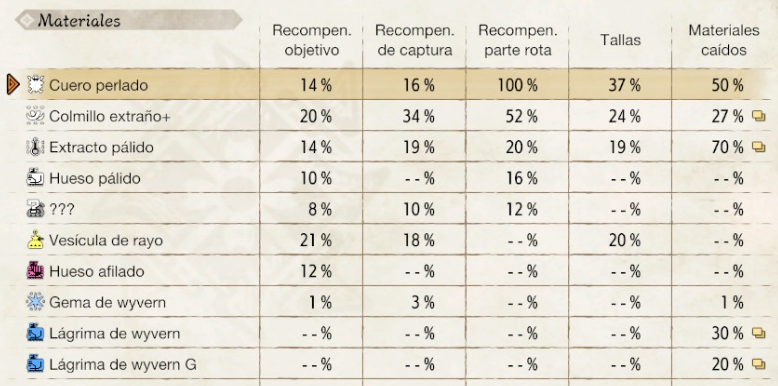 Materiales
Recompen. objetivo Recompen. de captura Recompen. parte rota Tallas Materiales caídos
Cuero perlado 14 % 16 % 100 % 37 % 50 %
Colmillo extraño+ 20 % 34 % 52 % 24 % 27 %
Extracto pálido 14 % 19 % 20 % 19 % 70 %
Hueso pálido 10 % --% 16 % --% --%
??? 8 % 10 % 12 % --% --%
Vesícula de rayo 21 % 18 % --% 20 % --%
Hueso afilado 12 % --% --% --% --%
Gema de wyvern 1 % 3 % --% --% 1 %
Lágrima de wyvern --% --% --% --% 30 %
Lágrima de wyvern G --% --% --% --% 20 %